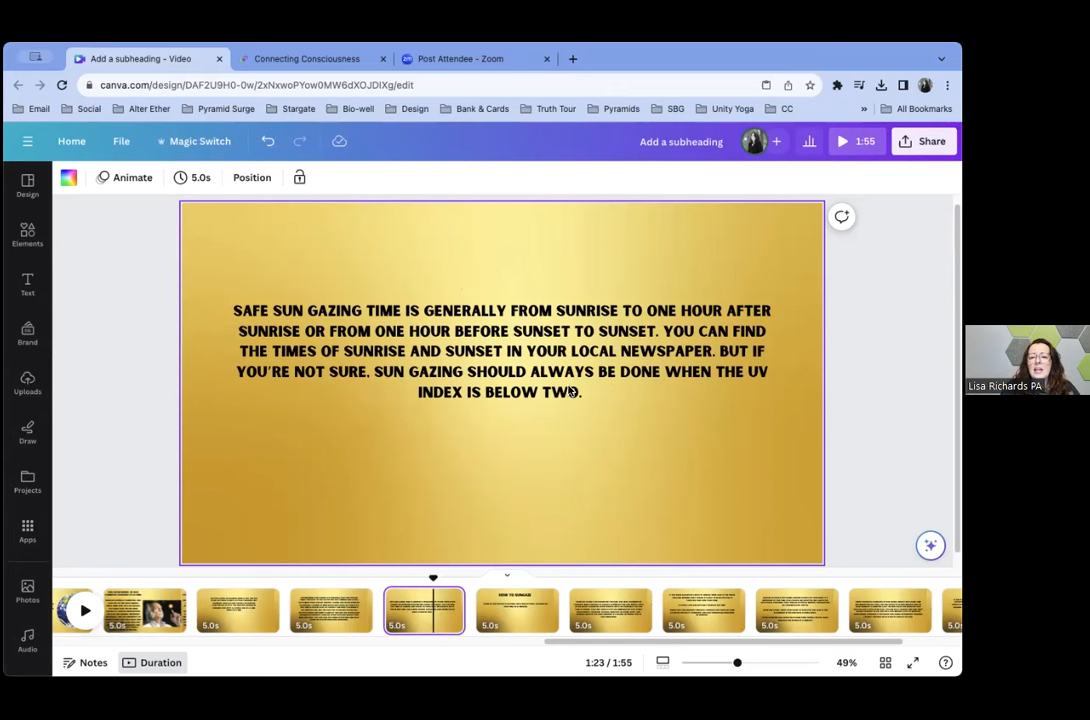 Add a subheading - Video
Connecting Consciousness
Post Attendee - Zoom
canva.com/design/DAF2U9H0-0w/2xNxwoPYow0MW6dXOJDIXg/edit
Email Social Alter Ether Pyramid Surge Stargate Bio-well Design Bank & Cards Truth Tour Pyramids SBG Unity Yoga CC » All Bookmarks
Home File Magic Switch Add a subheading 1:55 Share
Animate 5.0s Position
Design
Elements
Text
Brand
Uploads
Draw
Projects
Apps
Photos
Audio
SAFE SUN GAZING TIME IS GENERALLY FROM SUNRISE TO ONE HOUR AFTER
SUNRISE OR FROM ONE HOUR BEFORE SUNSET TO SUNSET. YOU CAN FIND
THE TIMES OF SUNRISE AND SUNSET IN YOUR LOCAL NEWSPAPER. BUT IF
YOU'RE NOT SURE, SUN GAZING SHOULD ALWAYS BE DONE WHEN THE UV
INDEX IS BELOW TWO.
Lisa Richards PA
HOW TO SUNGAZE
5.0s 5.0s 5.0s 5.0s 5.0s 5.0s 5.0s 5.0s 5.0s
Notes Duration 1:23 / 1:55 49%